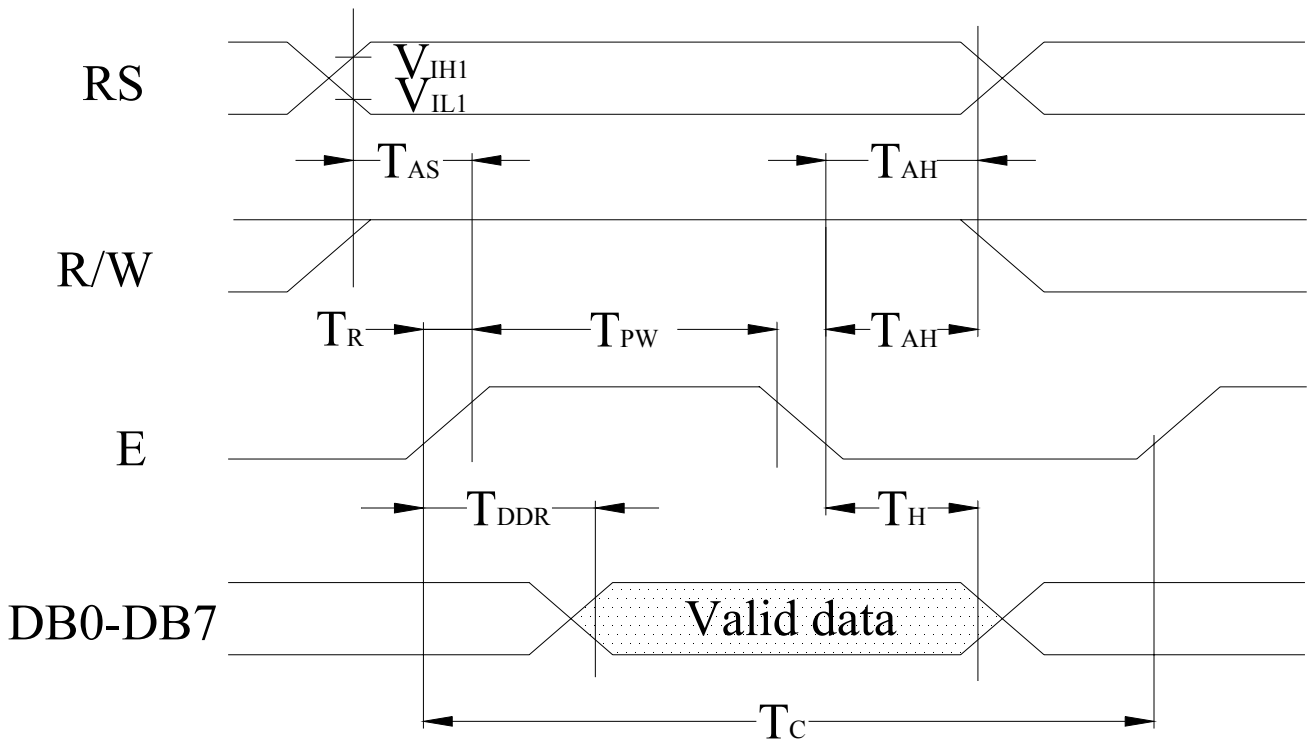 RS
VIH1
VIL1
TAS
TAH
R/W
TR
TPW
TAH
E
TDDR
TH
DB0-DB7
Valid data
TC